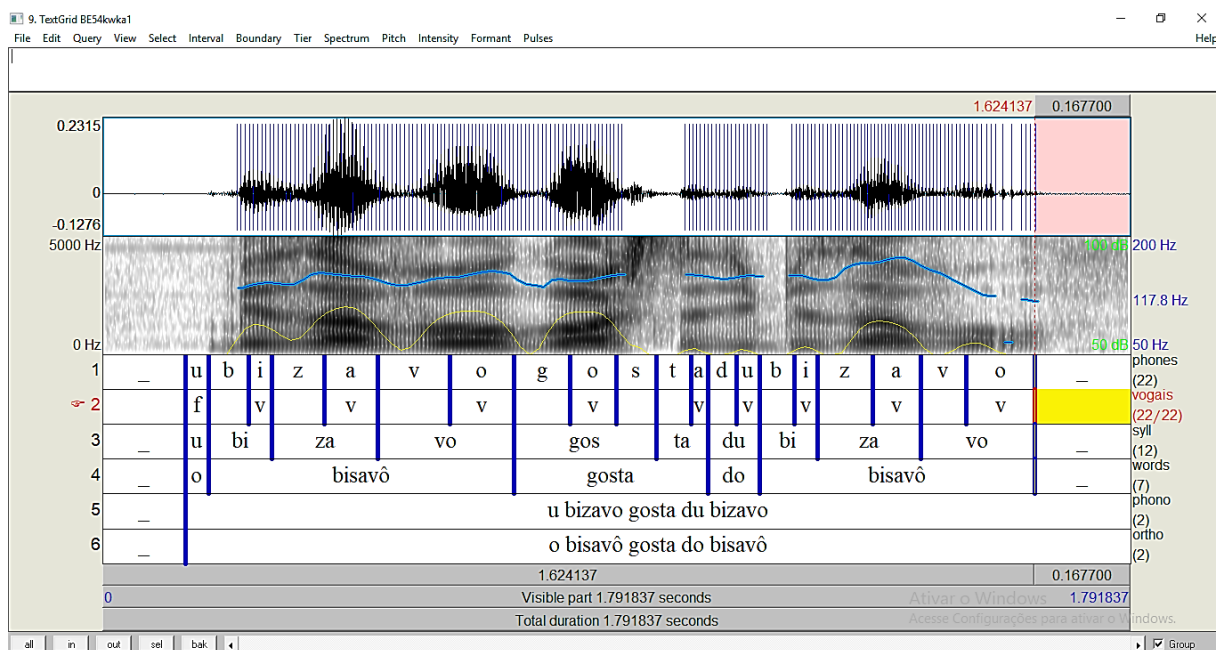 9. TextGrid BE54kwka1
File Edit Query View Select Interval Boundary Tier Spectrum Pitch Intensity Formant Pulses Help
1.624137 0.167700
0.2315
0
-0.1276
5000 Hz 100 dB 200 Hz
117.8 Hz
0 Hz 50 dB 50 Hz
1 _ u b i z a v o g o s t a d u b i z a v o _ phones (22)
2 f v v v v v v v v v vogais (22/22)
3 _ u bi za vo gos ta du bi za vo _ syll (12)
4 _ o bisavô gosta do bisavô _ words (7)
5 _ u bizavo gosta du bizavo phono (2)
6 _ o bisavô gosta do bisavô ortho (2)
1.624137 0.167700
0 Visible part 1.791837 seconds 1.791837
Total duration 1.791837 seconds
Ativar o Windows
Acesse Configurações para ativar o Windows.
all in out sel bak Group